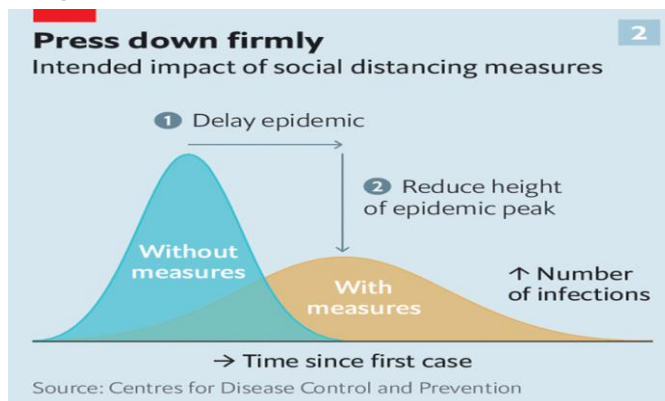 Press down firmly
2
Intended impact of social distancing measures
1 Delay epidemic
2 Reduce height
of epidemic peak
Without
measures
With
measures
↑ Number
of infections
→ Time since first case
Source: Centres for Disease Control and Prevention